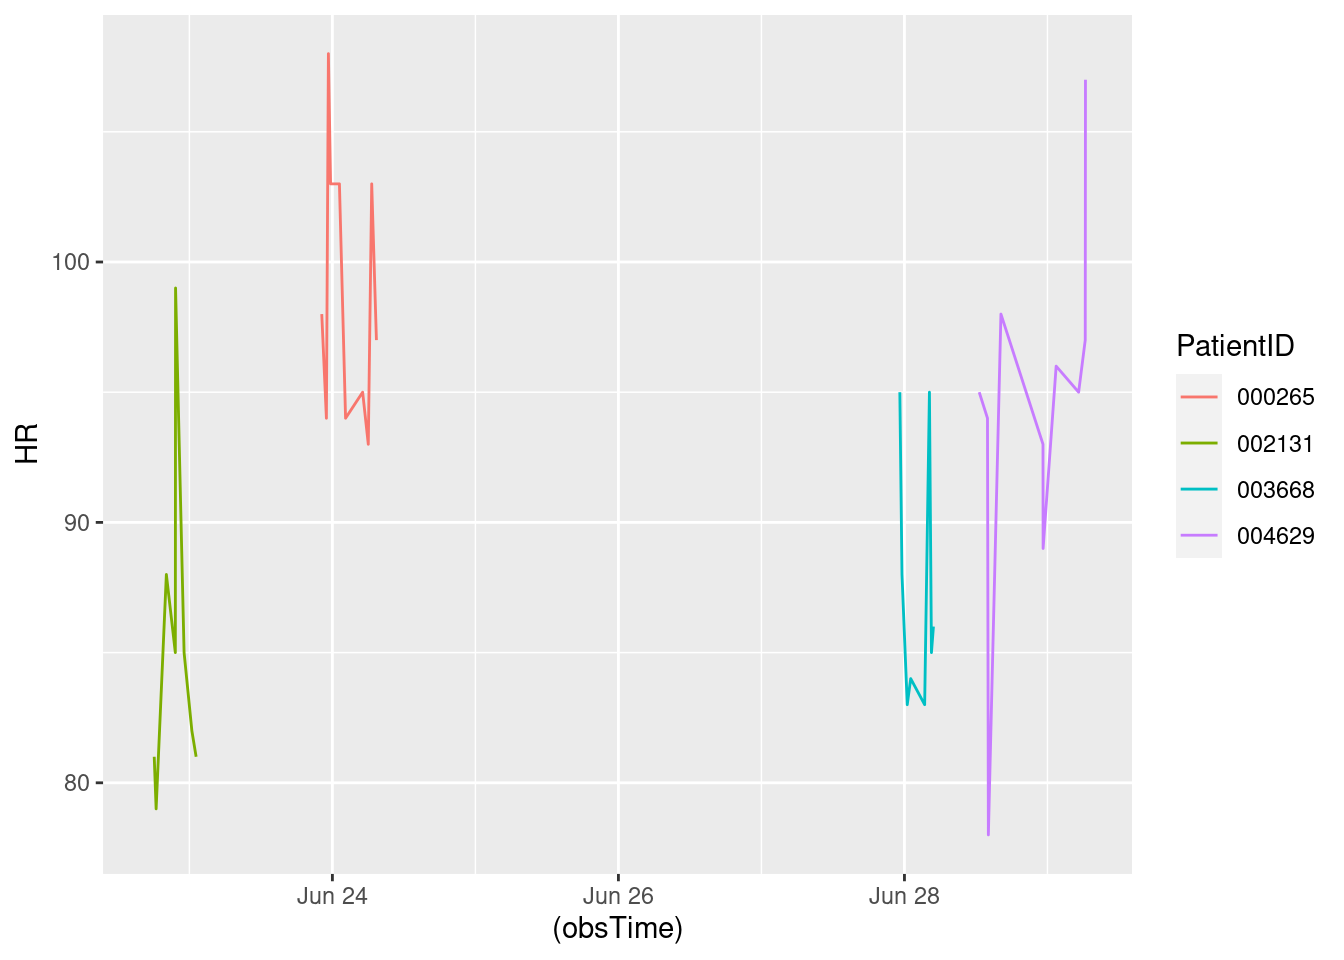 HR
100
90
80
Jun 24
Jun 26
Jun 28
(obsTime)
PatientID
000265
002131
003668
004629